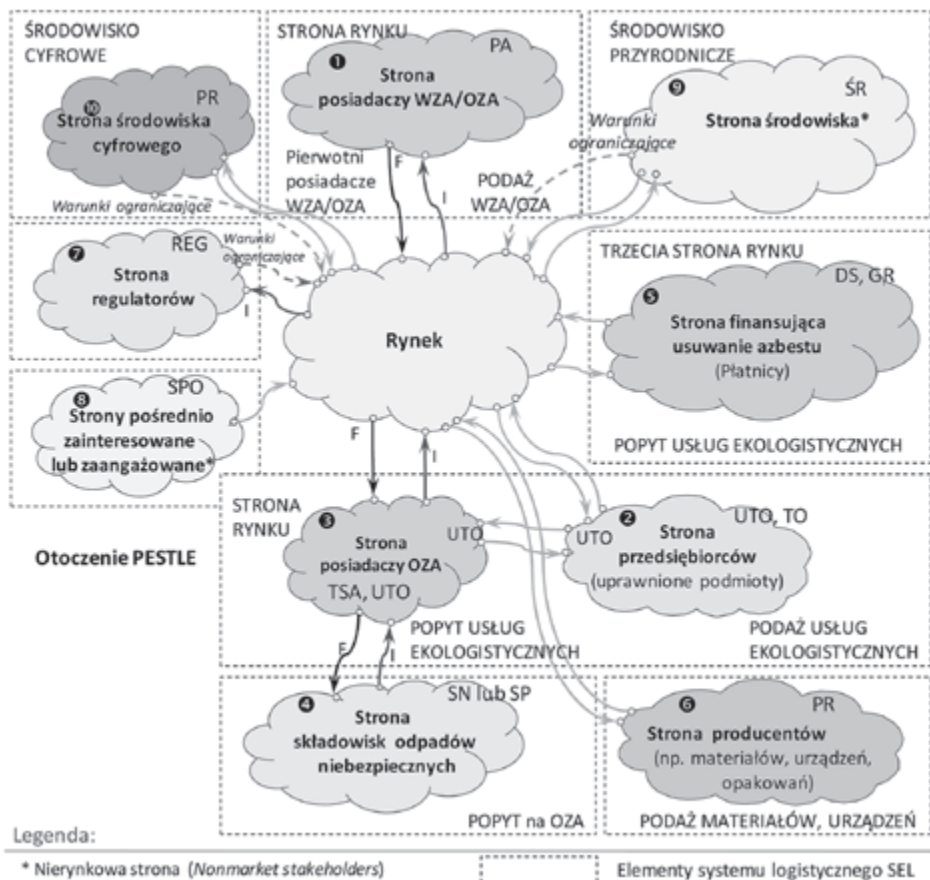 ŚRODOWISKO
CYFROWE
❿
PR
Strona środowiska
cyfrowego
Warunki ograniczające
STRONA RYNKU
❶
PA
Strona
posiadaczy WZA/OZA
F
I
Pierwotni
posiadacze
WZA/OZA
PODAŻ
WZA/OZA
ŚRODOWISKO
PRZYRODNICZE
❾
ŚR
Strona środowiska*
Warunki
ograniczające
❼
REG
Strona
regulatorów
Warunki
ograniczające
I
Rynek
TRZECIA STRONA RYNKU
DS, GR
❺
Strona finansująca
usuwanie azbestu
(Płatnicy)
POPYT USŁUG EKOLOGISTYCZNYCH
❽
SPO
Strony pośrednio
zainteresowane
lub zaangażowane*
F
I
Otoczenie PESTLE
STRONA
RYNKU
❸
UTO
Strona
posiadaczy OZA
TSA, UTO
POPYT USŁUG
EKOLOGISTYCZNYCH
❷
UTO, TO
UTO
Strona
przedsiębiorców
(uprawnione podmioty)
PODAŻ USŁUG
EKOLOGISTYCZNYCH
F
I
❹
SN lub SP
Strona
składowisk odpadów
niebezpiecznych
POPYT na OZA
❻
PR
Strona producentów
(np. materiałów, urządzeń,
opakowań)
PODAŻ MATERIAŁÓW, URZĄDZEŃ
Legenda:
* Nierynkowa strona (Nonmarket stakeholders)
Elementy systemu logistycznego SEL